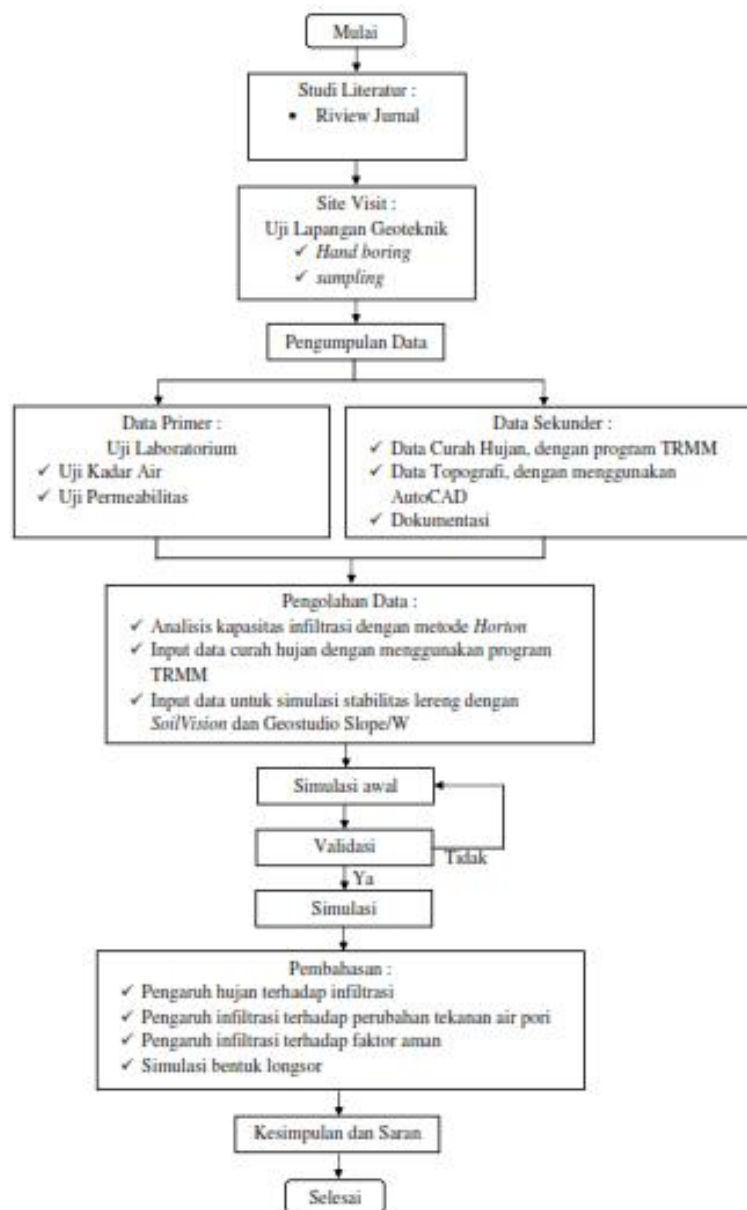 Mulai
Studi Literatur :
• Riview Jurnal
Site Visit :
Uji Lapangan Geoteknik
✓ Hand boring
✓ sampling
Pengumpulan Data
Data Primer :
Uji Laboratorium
✓ Uji Kadar Air
✓ Uji Permeabilitas
Data Sekunder :
✓ Data Curah Hujan, dengan program TRMM
✓ Data Topografi, dengan menggunakan
AutoCAD
✓ Dokumentasi
Pengolahan Data :
✓ Analisis kapasitas infiltrasi dengan metode Horton
✓ Input data curah hujan dengan menggunakan program
TRMM
✓ Input data untuk simulasi stabilitas lereng dengan
SoilVision dan Geostudio Slope/W
Simulasi awal
Validasi
Tidak
Ya
Simulasi
Pembahasan :
✓ Pengaruh hujan terhadap infiltrasi
✓ Pengaruh infiltrasi terhadap perubahan tekanan air pori
✓ Pengaruh infiltrasi terhadap faktor aman
✓ Simulasi bentuk longsor
Kesimpulan dan Saran
Selesai